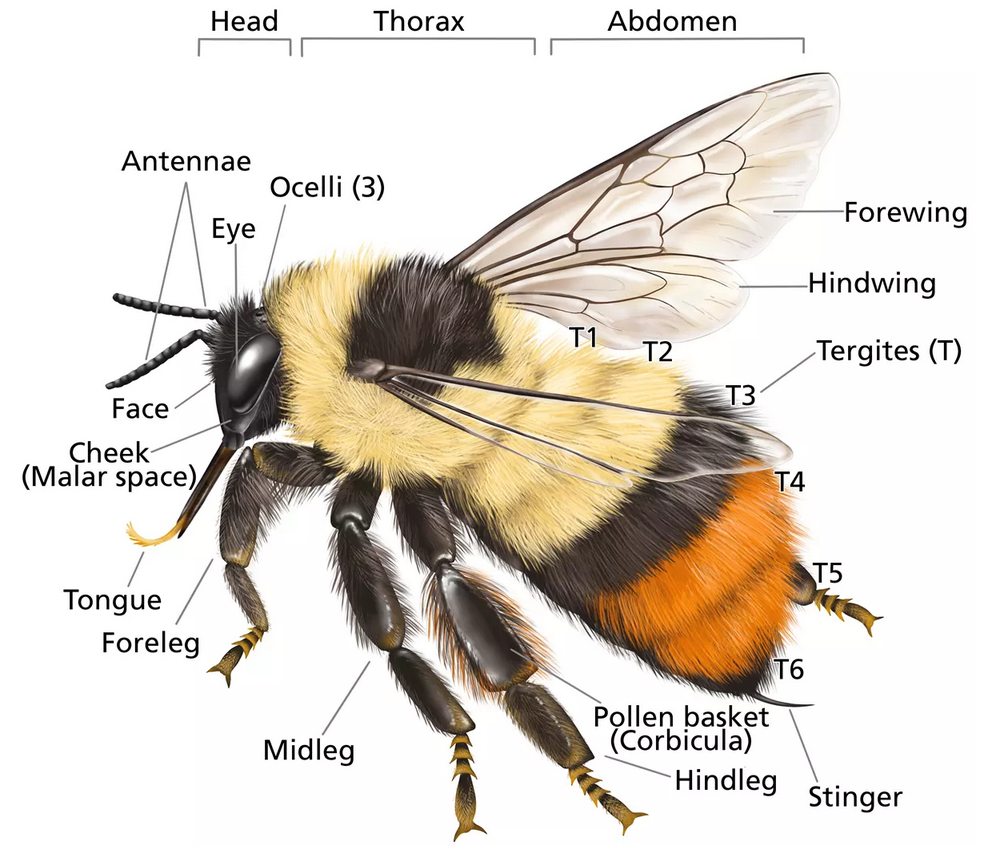 Head
Thorax
Abdomen
Antennae
Ocelli (3)
Eye
Forewing
Hindwing
T1
T2
Tergites (T)
T3
Face
Cheek
(Malar space)
T4
T5
Tongue
Foreleg
T6
Pollen basket
(Corbicula)
Midleg
Hindleg
Stinger